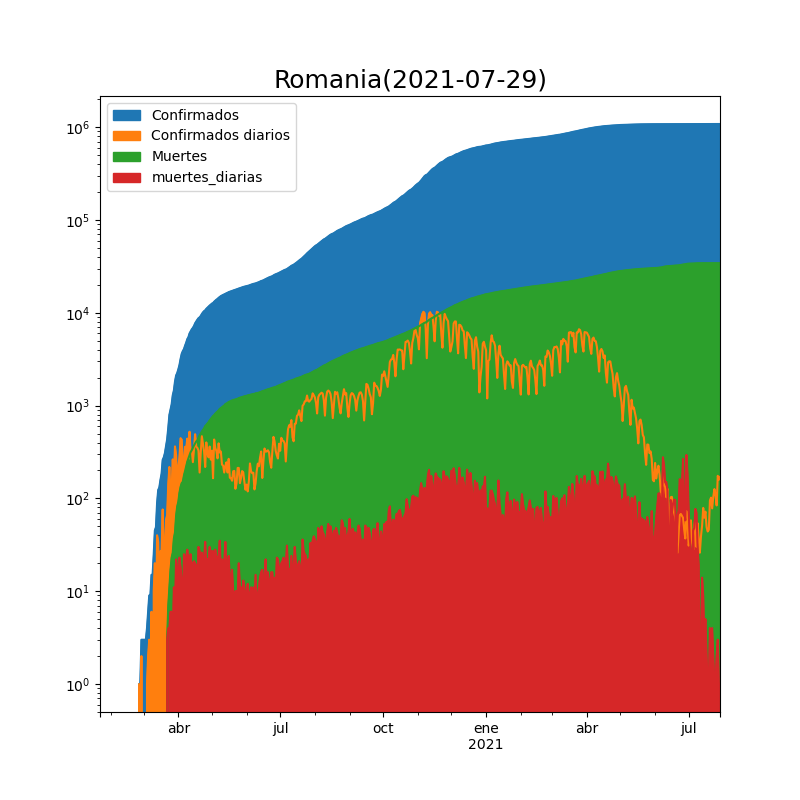 Romania(2021-07-29)
Confirmados
Confirmados diarios
Muertes
muertes_diarias
10^6
10^5
10^4
10^3
10^2
10^1
10^0
abr jul oct ene abr jul
2021